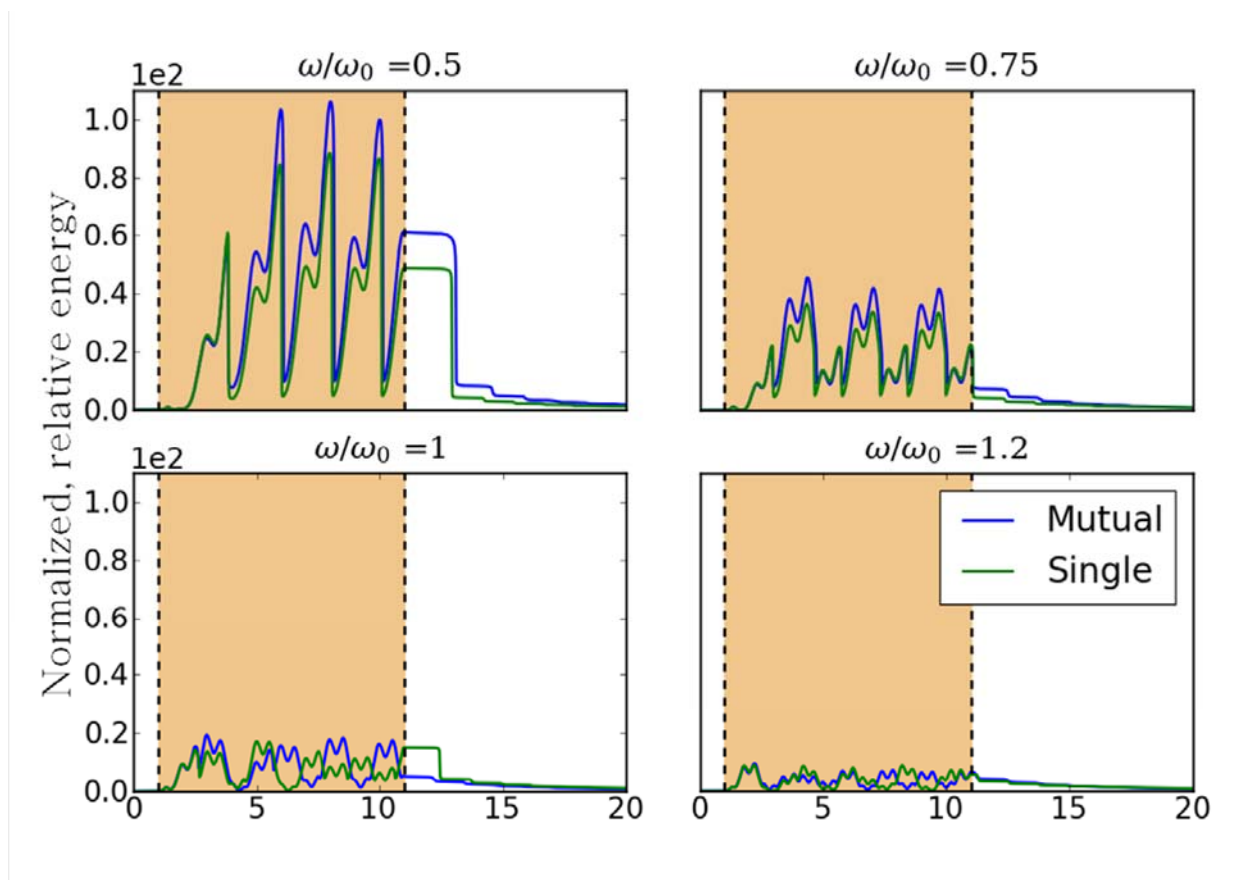 ω/ω₀ =0.5
ω/ω₀ =0.75
1e2
1.0
0.8
0.6
0.4
0.2
0.0
Normalized, relative energy
ω/ω₀ =1
ω/ω₀ =1.2
1e2
1.0
0.8
0.6
0.4
0.2
0.0
Mutual
Single
0 5 10 15 20
0 5 10 15 20